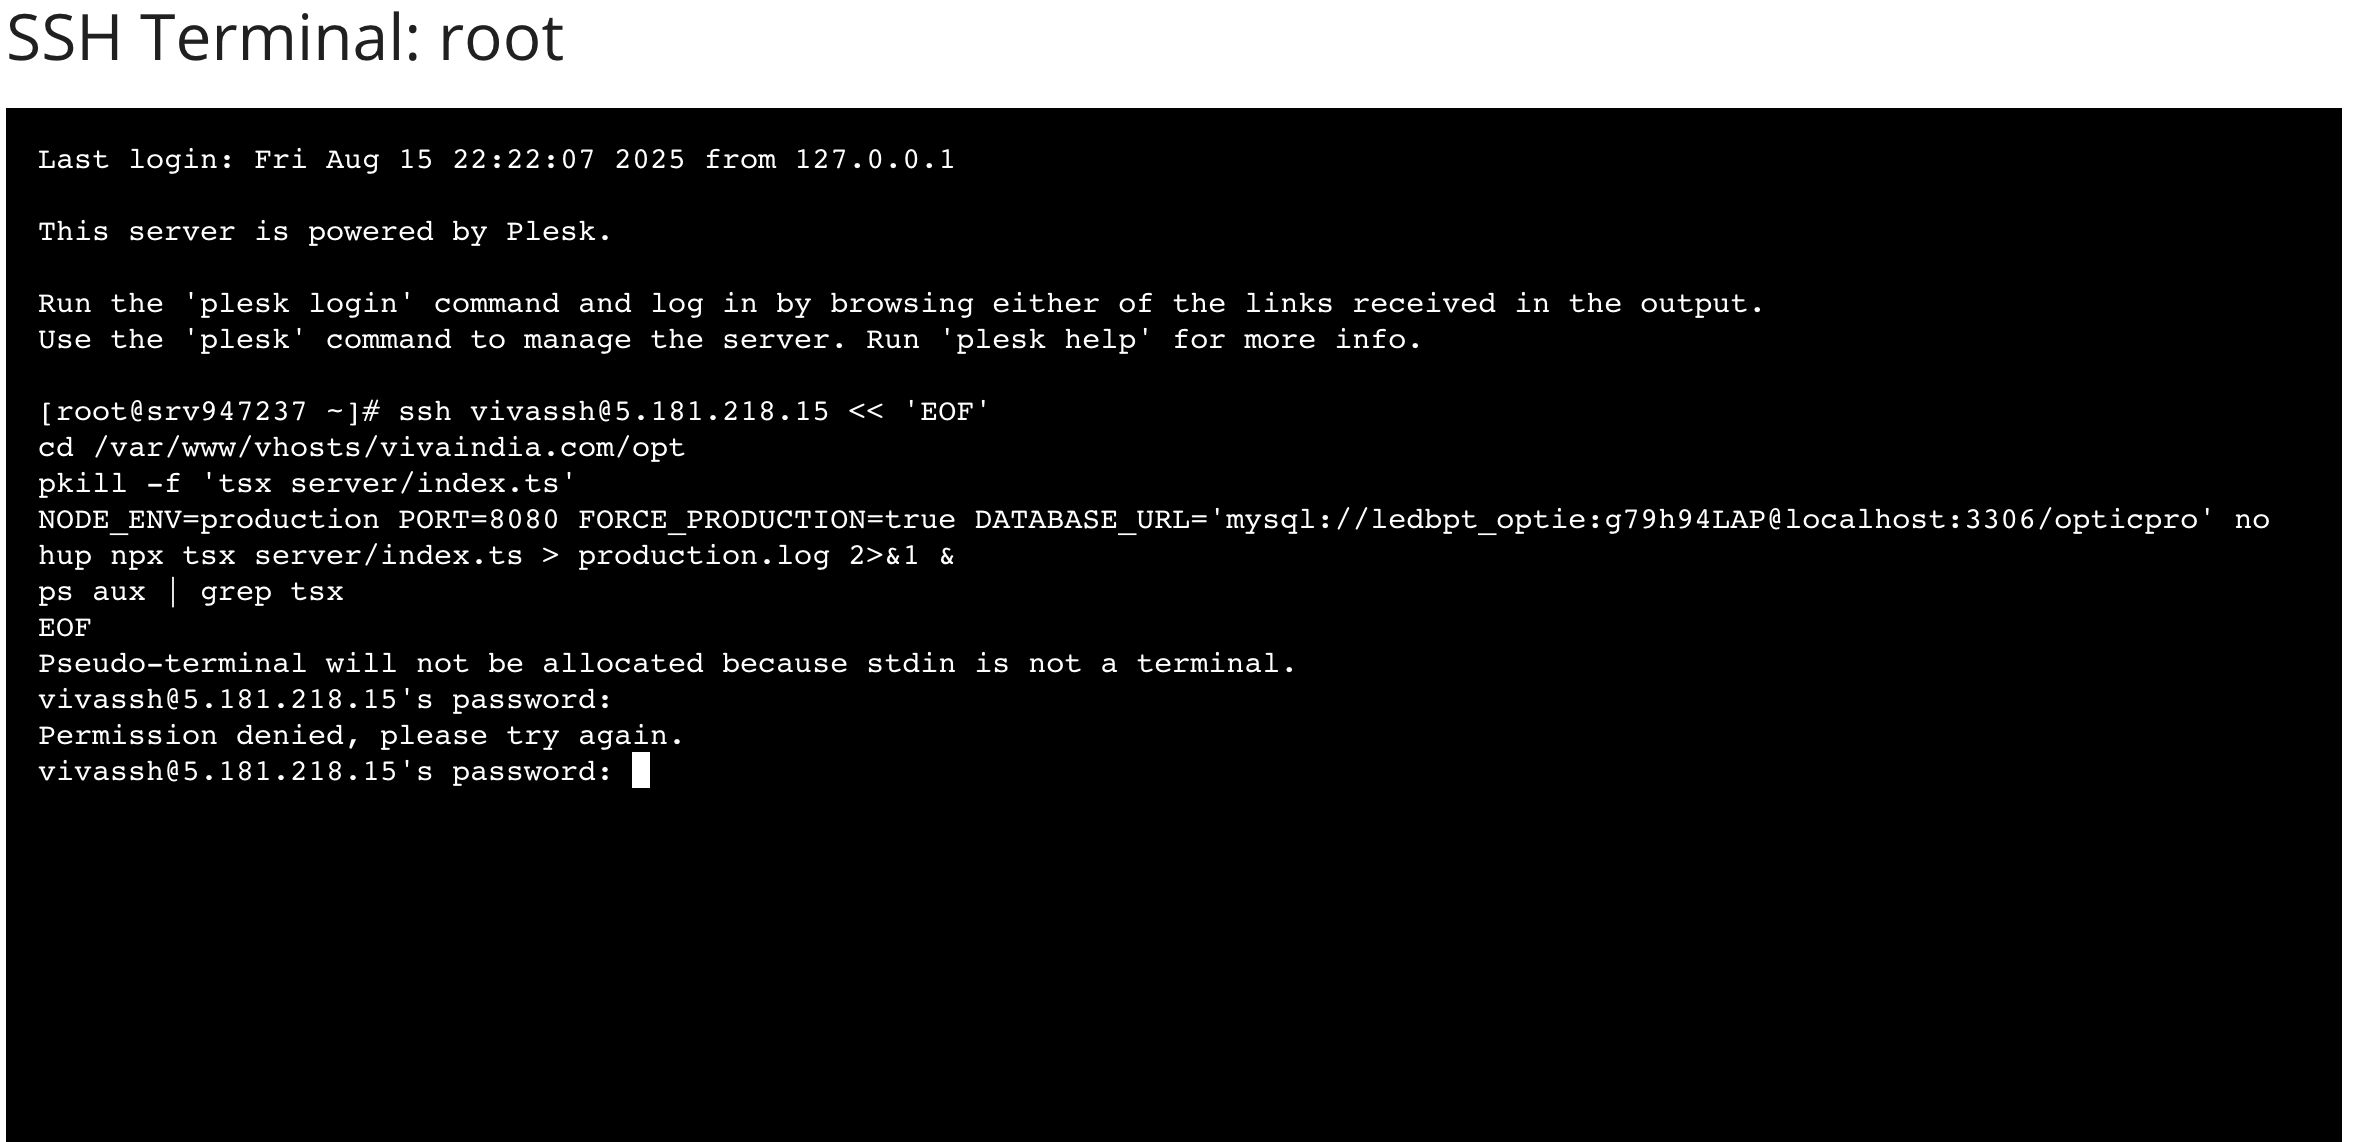 SSH Terminal: root
Last login: Fri Aug 15 22:22:07 2025 from 127.0.0.1
This server is powered by Plesk.
Run the 'plesk login' command and log in by browsing either of the links received in the output.
Use the 'plesk' command to manage the server. Run 'plesk help' for more info.
[root@srv947237 ~]# ssh vivassh@5.181.218.15 << 'EOF'
cd /var/www/vhosts/vivaindia.com/opt
pkill -f 'tsx server/index.ts'
NODE_ENV=production PORT=8080 FORCE_PRODUCTION=true DATABASE_URL='mysql://ledbpt_optie:g79h94LAP@localhost:3306/opticpro' no
hup npx tsx server/index.ts > production.log 2>&1 &
ps aux | grep tsx
EOF
Pseudo-terminal will not be allocated because stdin is not a terminal.
vivassh@5.181.218.15's password:
Permission denied, please try again.
vivassh@5.181.218.15's password: